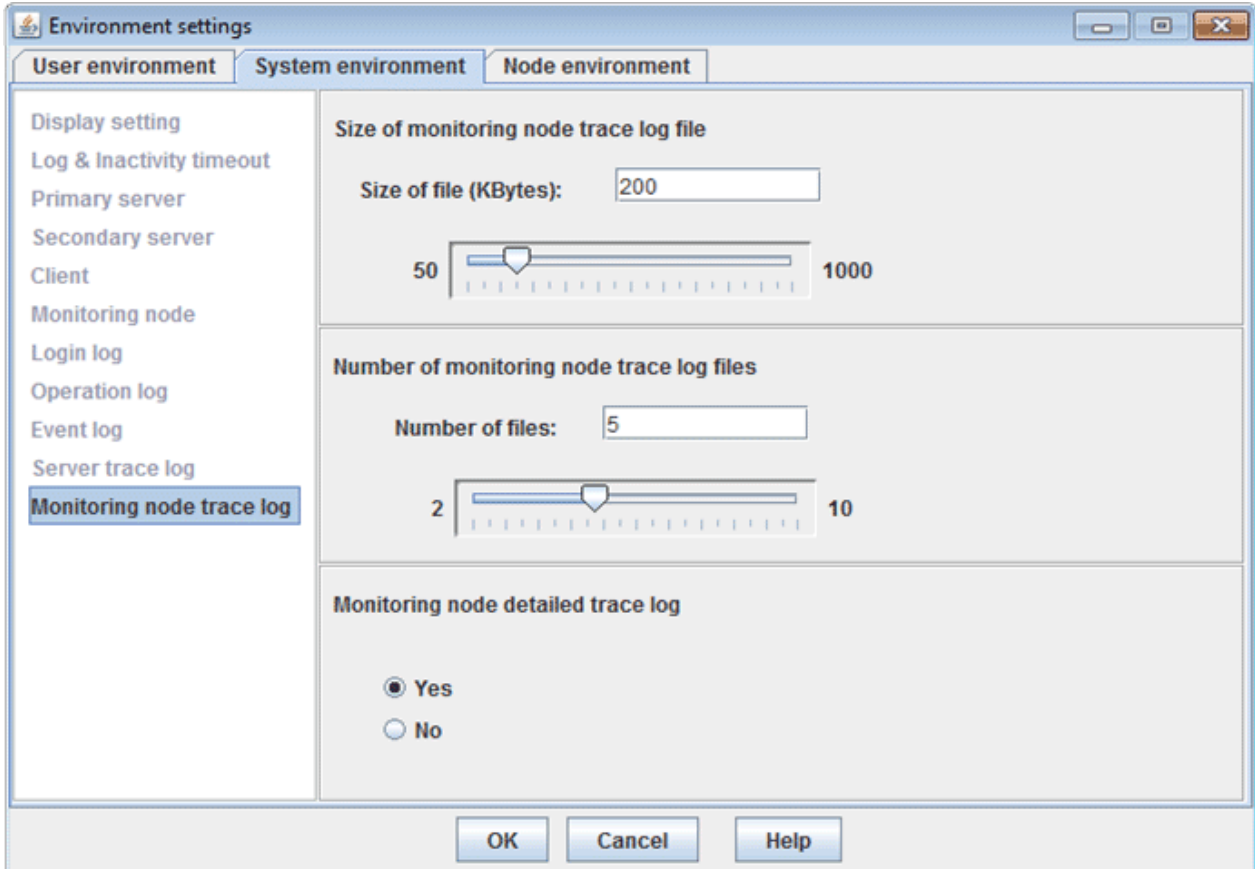 Environment settings
User environment System environment Node environment
Display setting
Log & Inactivity timeout
Primary server
Secondary server
Client
Monitoring node
Login log
Operation log
Event log
Server trace log
Monitoring node trace log
Size of monitoring node trace log file
Size of file (KBytes): 200
50 1000
Number of monitoring node trace log files
Number of files: 5
2 10
Monitoring node detailed trace log
Yes
No
OK Cancel Help